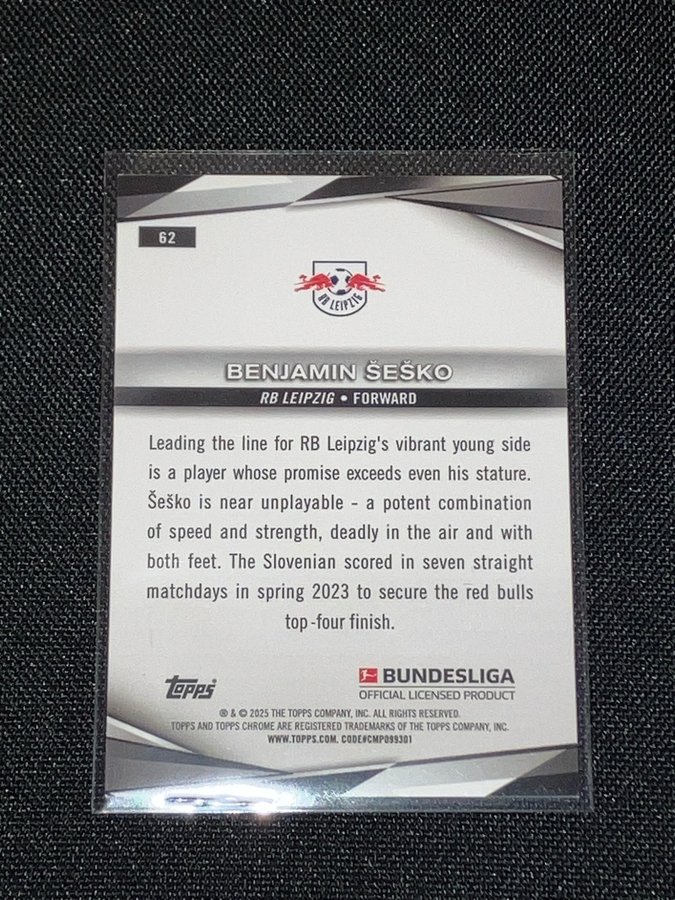 62
RB LEIPZIG
BENJAMIN ŠEŠKO
RB LEIPZIG • FORWARD
Leading the line for RB Leipzig's vibrant young side
is a player whose promise exceeds even his stature.
Šeško is near unplayable - a potent combination
of speed and strength, deadly in the air and with
both feet. The Slovenian scored in seven straight
matchdays in spring 2023 to secure the red bulls
top-four finish.
topps
BUNDESLIGA
OFFICIAL LICENSED PRODUCT
® & © 2025 THE TOPPS COMPANY, INC. ALL RIGHTS RESERVED.
TOPPS AND TOPPS CHROME ARE REGISTERED TRADEMARKS OF THE TOPPS COMPANY, INC.
WWW.TOPPS.COM. CODE#CMP099301